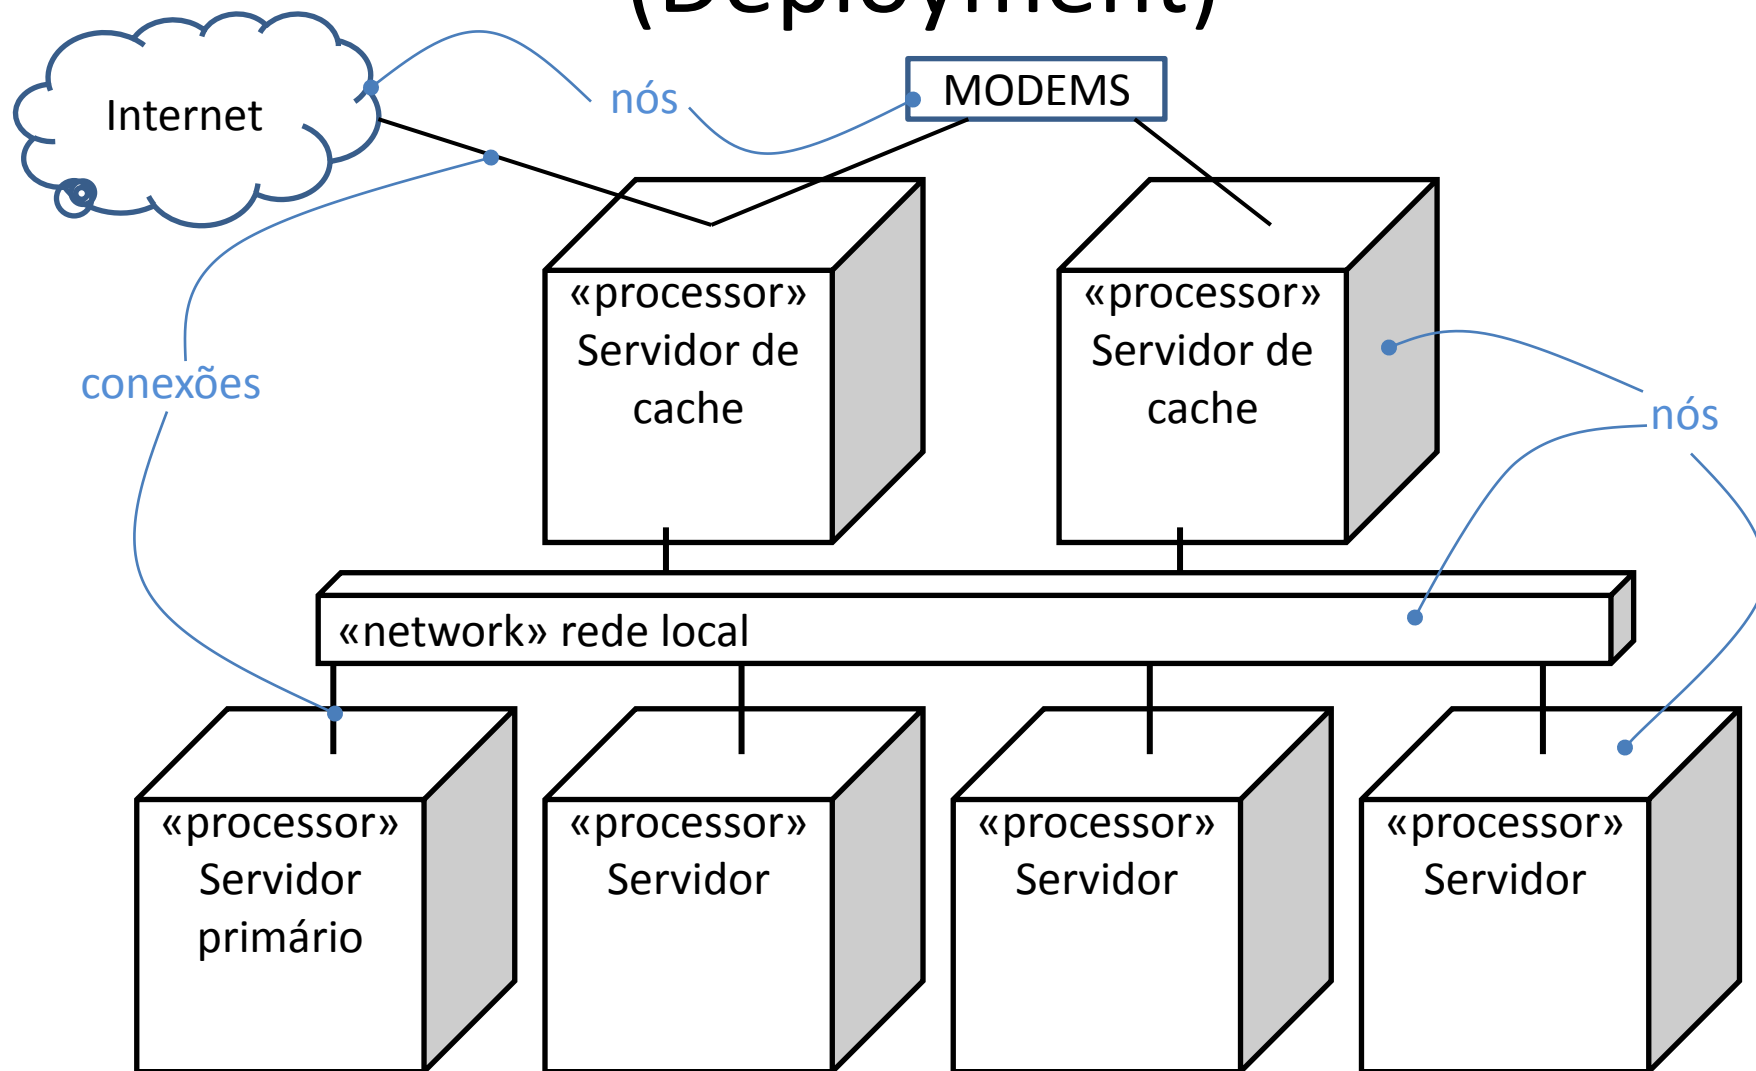 (Deployment)
Internet
nós
MODEMS
«processor»
Servidor de
cache
«processor»
Servidor de
cache
conexões
nós
«network» rede local
«processor»
Servidor
primário
«processor»
Servidor
«processor»
Servidor
«processor»
Servidor